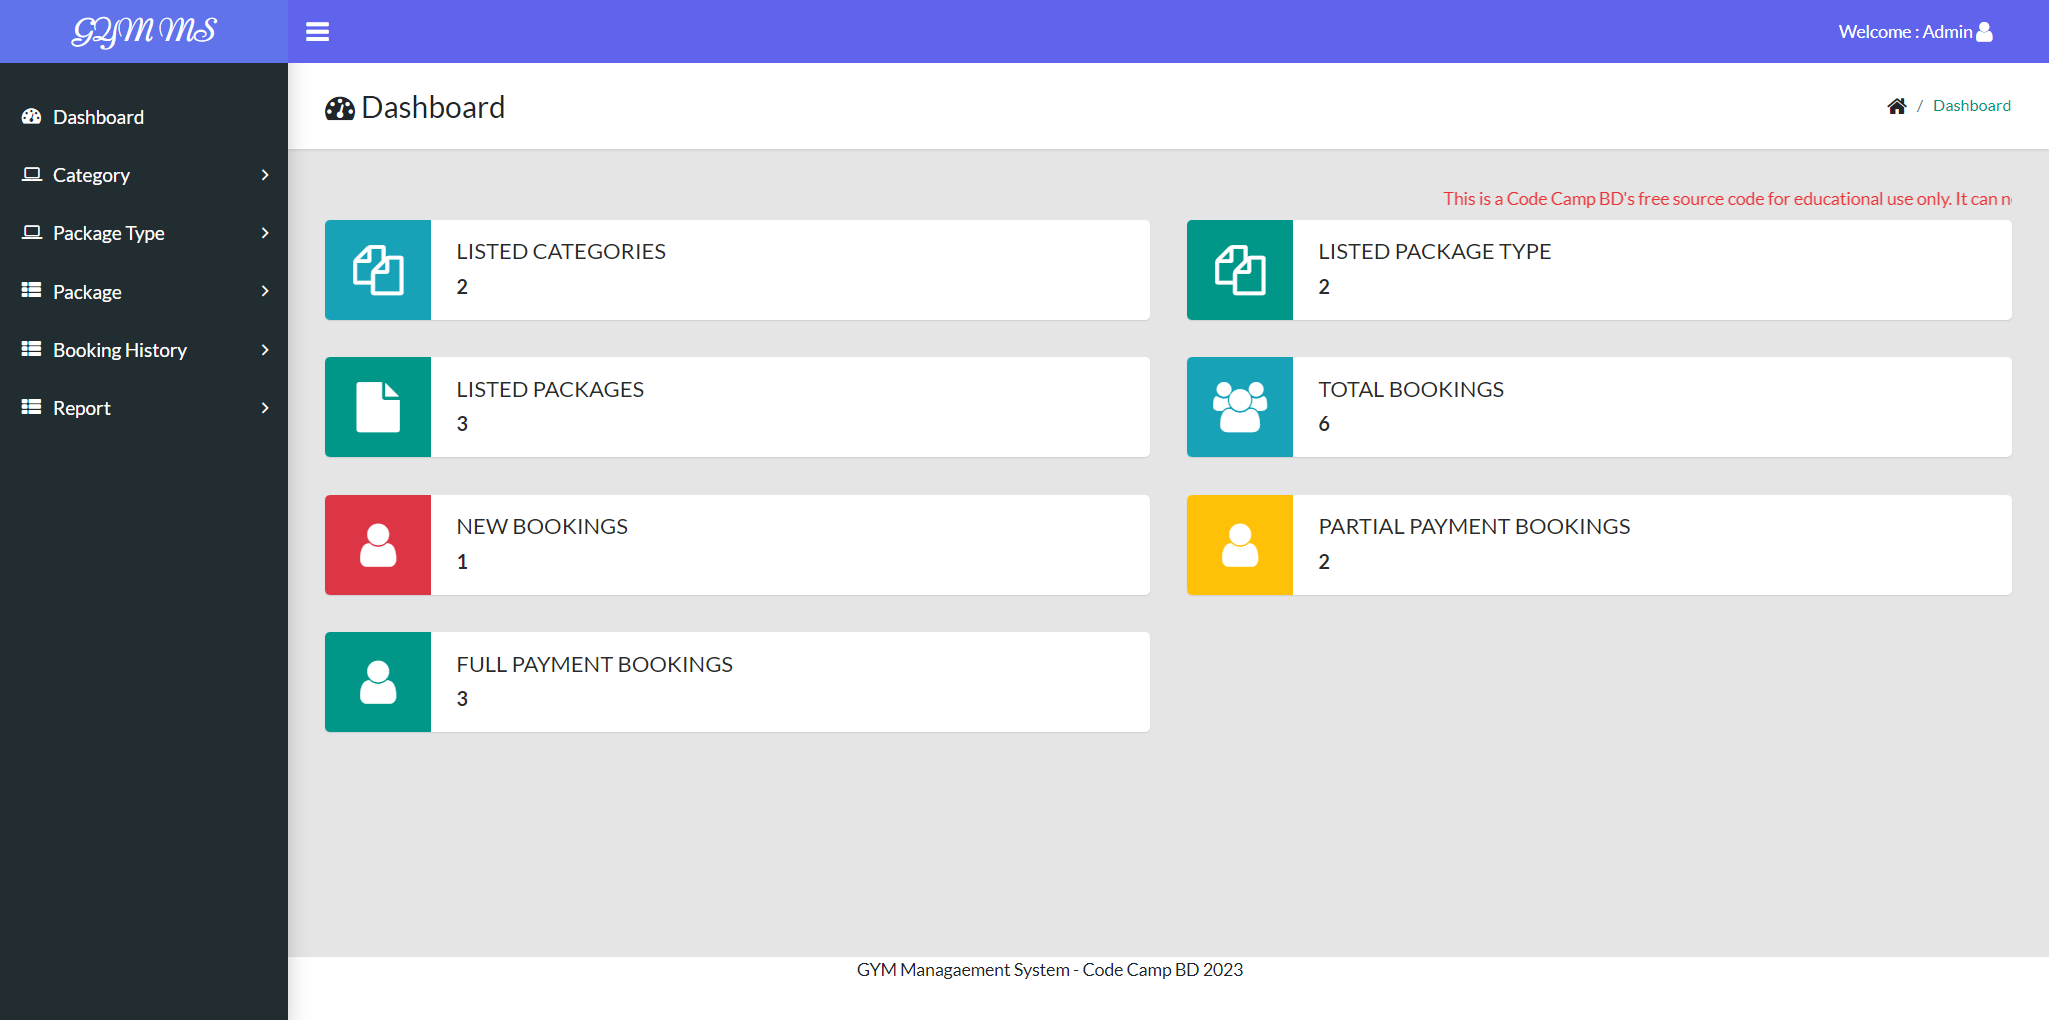 GYM MS
Welcome : Admin
Dashboard
Category
Package Type
Package
Booking History
Report
Dashboard
/ Dashboard
This is a Code Camp BD's free source code for educational use only. It can n
LISTED CATEGORIES
2
LISTED PACKAGE TYPE
2
LISTED PACKAGES
3
TOTAL BOOKINGS
6
NEW BOOKINGS
1
PARTIAL PAYMENT BOOKINGS
2
FULL PAYMENT BOOKINGS
3
GYM Managaement System - Code Camp BD 2023